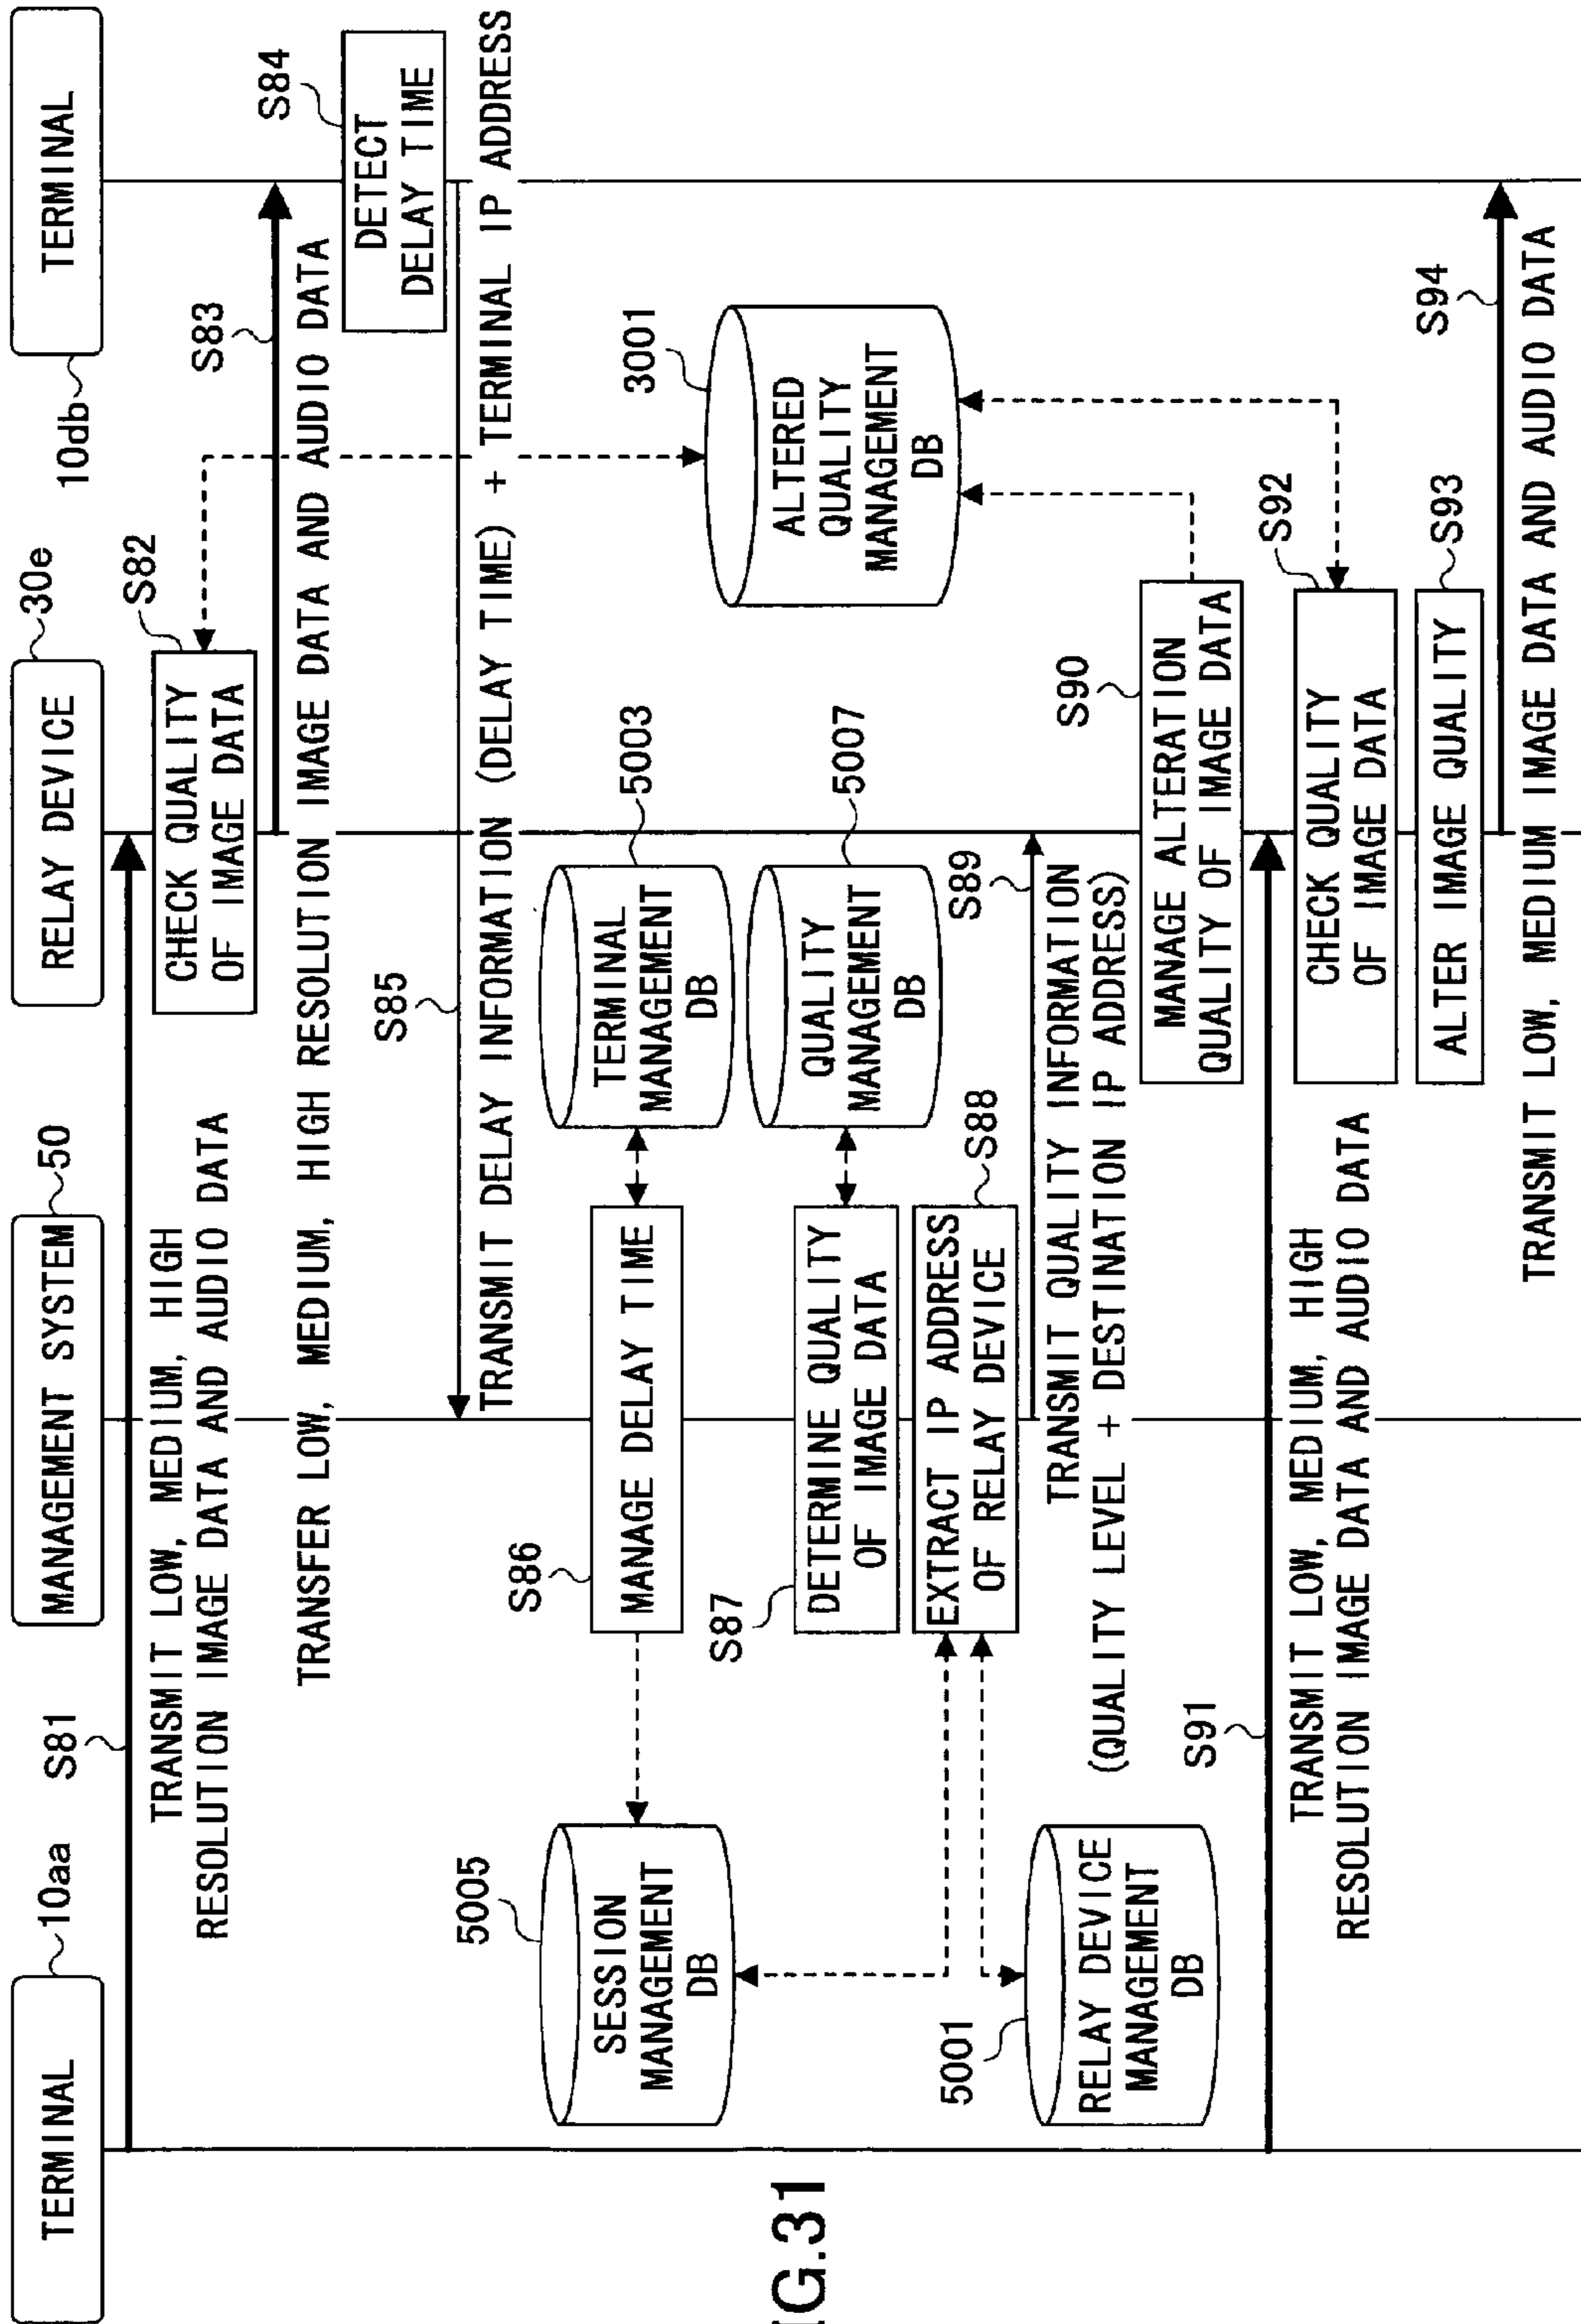 TERMINAL
10aa
MANAGEMENT SYSTEM
50
RELAY DEVICE
30e
TERMINAL
10db
S81
TRANSMIT LOW, MEDIUM, HIGH
RESOLUTION IMAGE DATA AND AUDIO DATA
S82
CHECK QUALITY
OF IMAGE DATA
S83
TRANSFER LOW, MEDIUM, HIGH RESOLUTION IMAGE DATA AND AUDIO DATA
S84
DETECT
DELAY TIME
S85
TRANSMIT DELAY INFORMATION (DELAY TIME) + TERMINAL IP ADDRESS
5005
SESSION
MANAGEMENT
DB
S86
MANAGE DELAY TIME
TERMINAL
MANAGEMENT
DB
5003
3001
ALTERED
QUALITY
MANAGEMENT
DB
S87
DETERMINE QUALITY
OF IMAGE DATA
QUALITY
MANAGEMENT
DB
5007
S88
EXTRACT IP ADDRESS
OF RELAY DEVICE
5001
RELAY DEVICE
MANAGEMENT
DB
S89
TRANSMIT QUALITY INFORMATION
(QUALITY LEVEL + DESTINATION IP ADDRESS)
S90
MANAGE ALTERATION
QUALITY OF IMAGE DATA
S91
TRANSMIT LOW, MEDIUM, HIGH
RESOLUTION IMAGE DATA AND AUDIO DATA
S92
CHECK QUALITY
OF IMAGE DATA
S93
ALTER IMAGE QUALITY
S94
TRANSMIT LOW, MEDIUM IMAGE DATA AND AUDIO DATA
IG.31